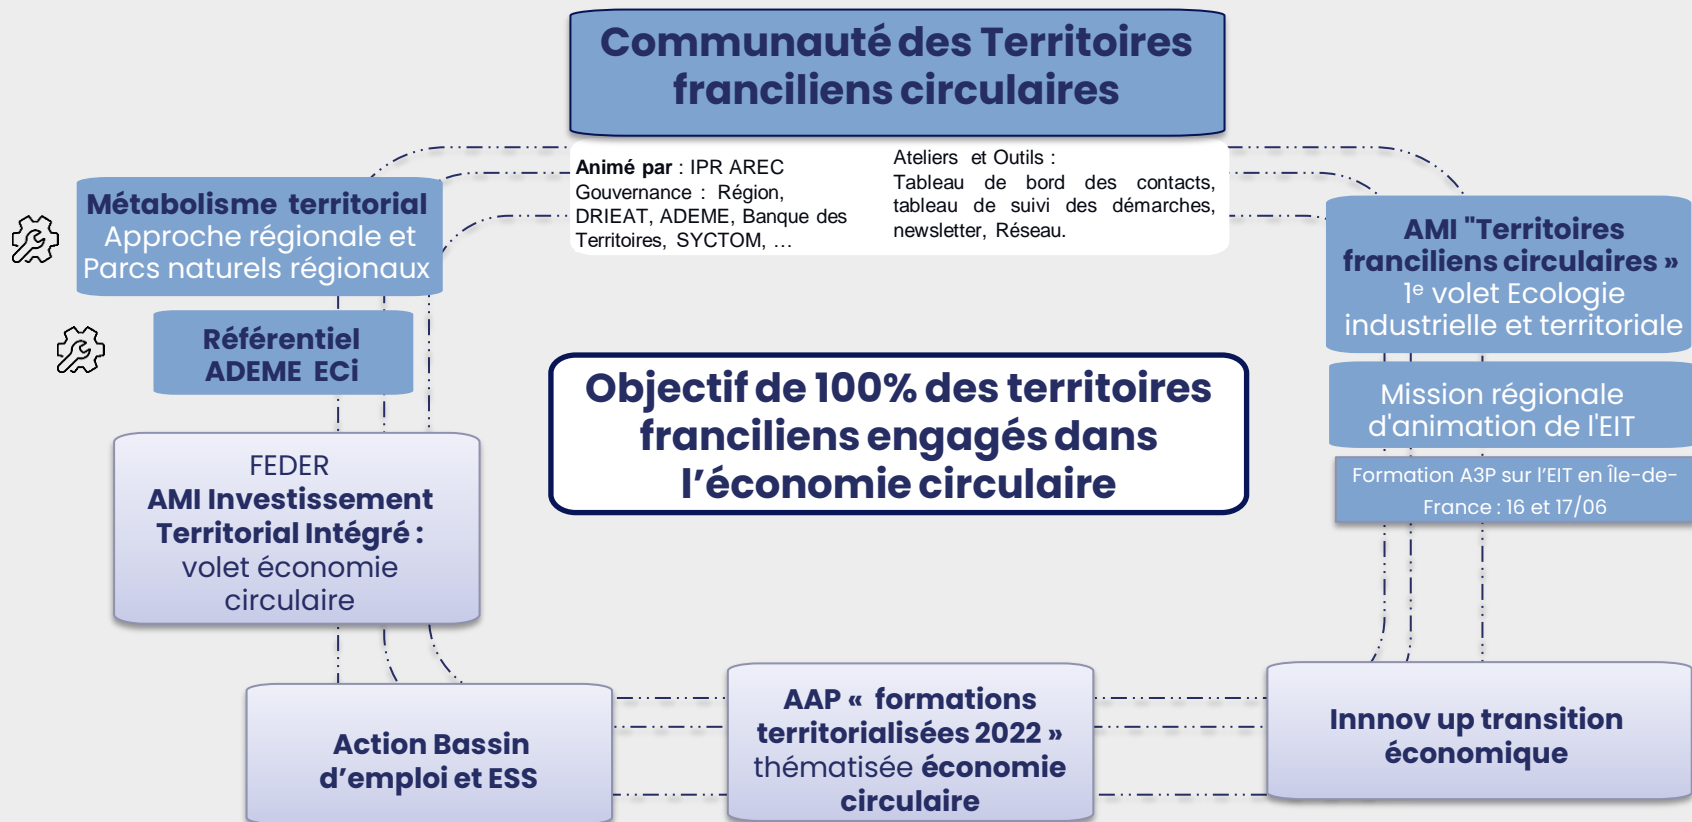 Communauté des Territoires
franciliens circulaires
Animé par : IPR AREC
Gouvernance : Région,
DRIEAT, ADEME, Banque des
Territoires, SYCTOM, …
Ateliers et Outils :
Tableau de bord des contacts,
tableau de suivi des démarches,
newsletter, Réseau.
Métabolisme territorial
Approche régionale et
Parcs naturels régionaux
Référentiel
ADEME ECi
FEDER
AMI Investissement
Territorial Intégré :
volet économie
circulaire
Objectif de 100% des territoires
franciliens engagés dans
l’économie circulaire
AMI "Territoires
franciliens circulaires »
1e volet Ecologie
industrielle et territoriale
Mission régionale
d'animation de l'EIT
Formation A3P sur l’EIT en Île-de-
France : 16 et 17/06
Action Bassin
d’emploi et ESS
AAP « formations
territorialisées 2022 »
thématisée économie
circulaire
Innnov up transition
économique